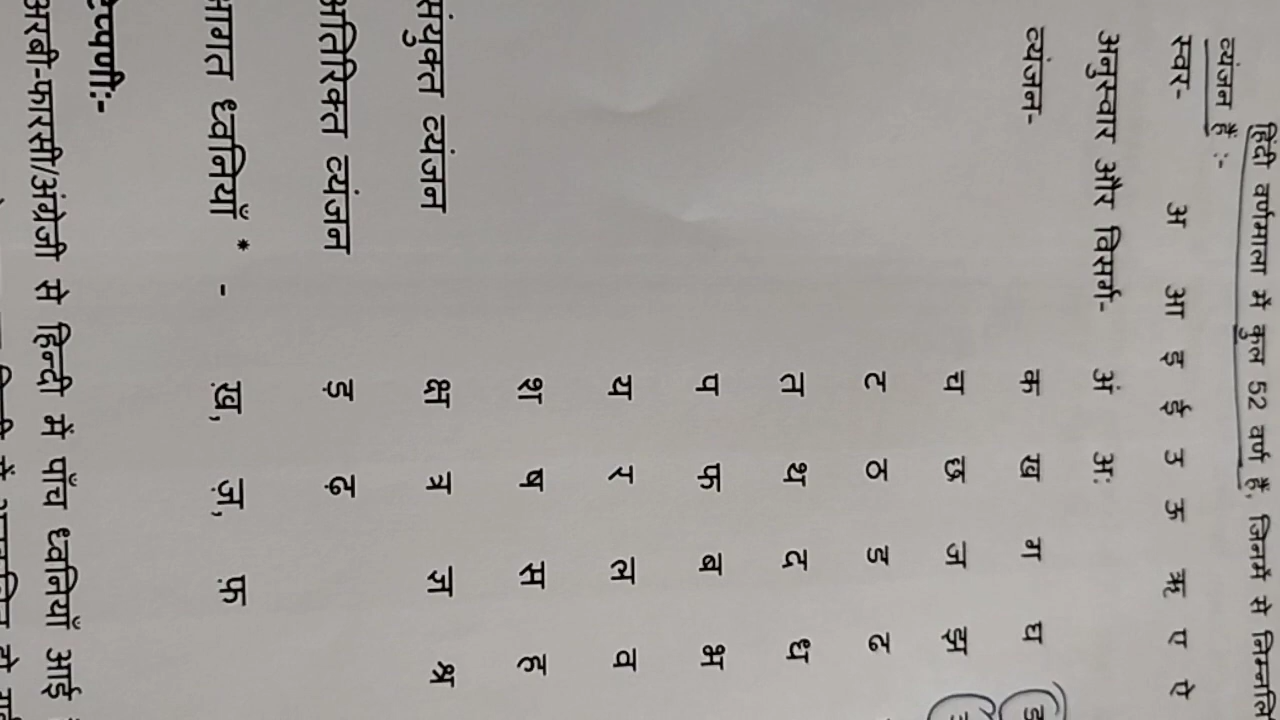 हिंदी वर्णमाला में कुल 52 वर्ण हैं, जिनमें से
व्यंजन हैं :-
स्वर- अ आ इ ई उ ऊ ऋ ए ऐ
अनुस्वार और विसर्ग- अं अः
व्यंजन- क ख ग घ ङ
च छ ज झ
ट ठ ड ढ
त थ द ध
प फ ब भ
य र ल व
श ष स ह
संयुक्त व्यंजन क्ष त्र ज्ञ श्र
अतिरिक्त व्यंजन ड़ ढ़
आगत ध्वनियाँ * - ख़, ज़, फ़
टिप्पणी:-
अरबी-फारसी/अंग्रेजी से हिन्दी में पाँच ध्वनियाँ आई